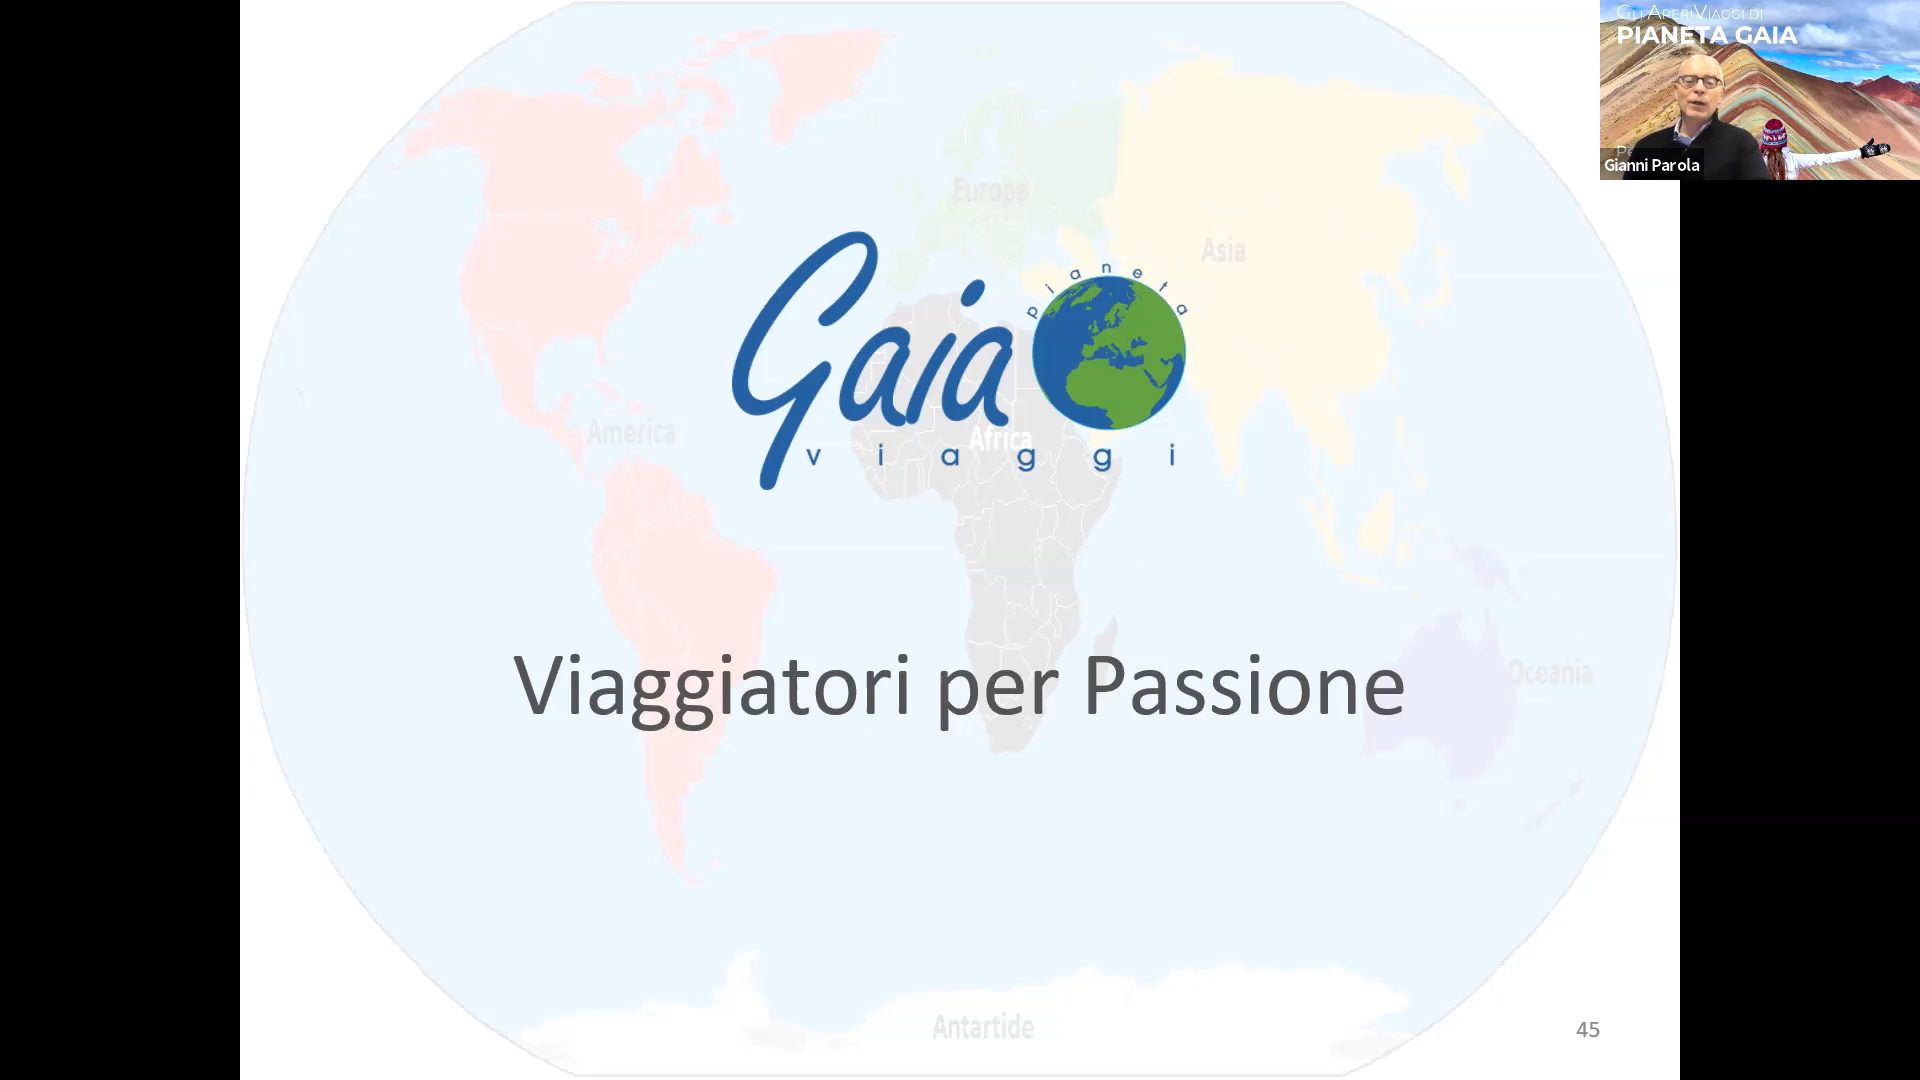 Gli AperiViaggi di
PIANETA GAIA
Gianni Parola
Europe
Asia
pianeta
Gaia
America
Africa
viaggi
Viaggiatori per Passione
Oceania
Antartide
45